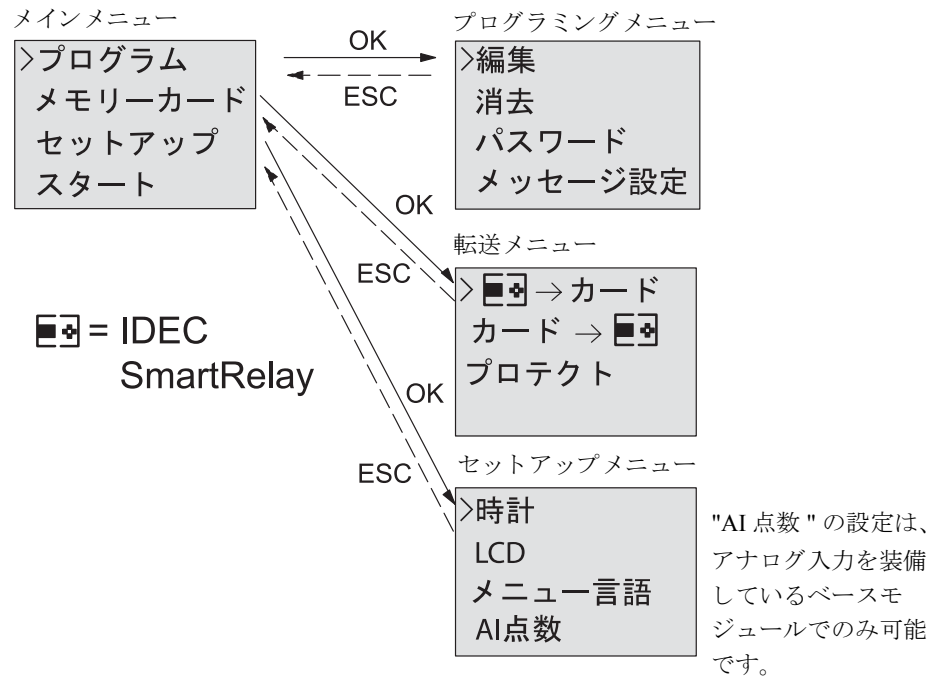 メインメニュー
>プログラム
メモリーカード
セットアップ
スタート
OK
ESC
プログラミングメニュー
>編集
消去
パスワード
メッセージ設定
OK
ESC
転送メニュー
> → カード
カード →
プロテクト
= IDEC
SmartRelay
OK
ESC
セットアップメニュー
>時計
LCD
メニュー言語
AI点数
"AI 点数 " の設定は、
アナログ入力を装備
しているベースモ
ジュールでのみ可能
です。